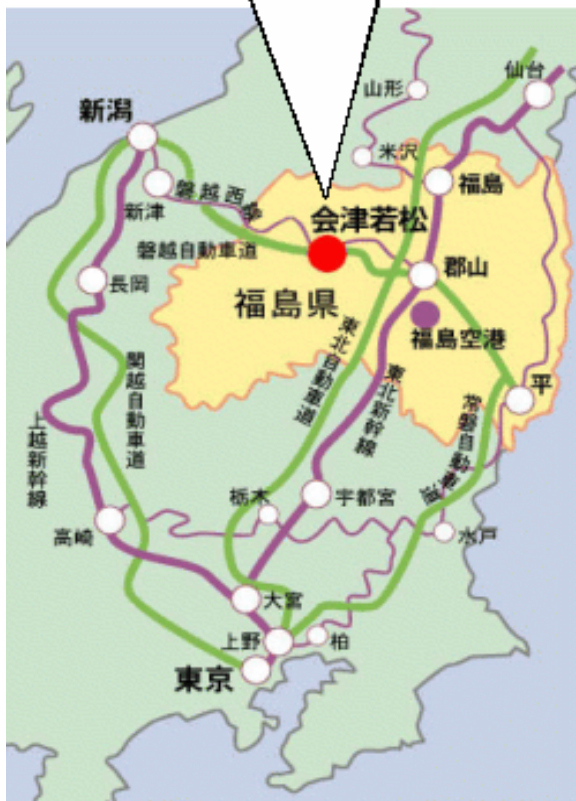 仙台
山形
新潟
米沢
福島
磐越西線
新津
会津若松
磐越自動車道
郡山
長岡
福島県
福島空港
東北自動車道
関越自動車道
東北新幹線
平
常磐自動車道
上越新幹線
栃木
宇都宮
高崎
水戸
大宮
上野
柏
東京